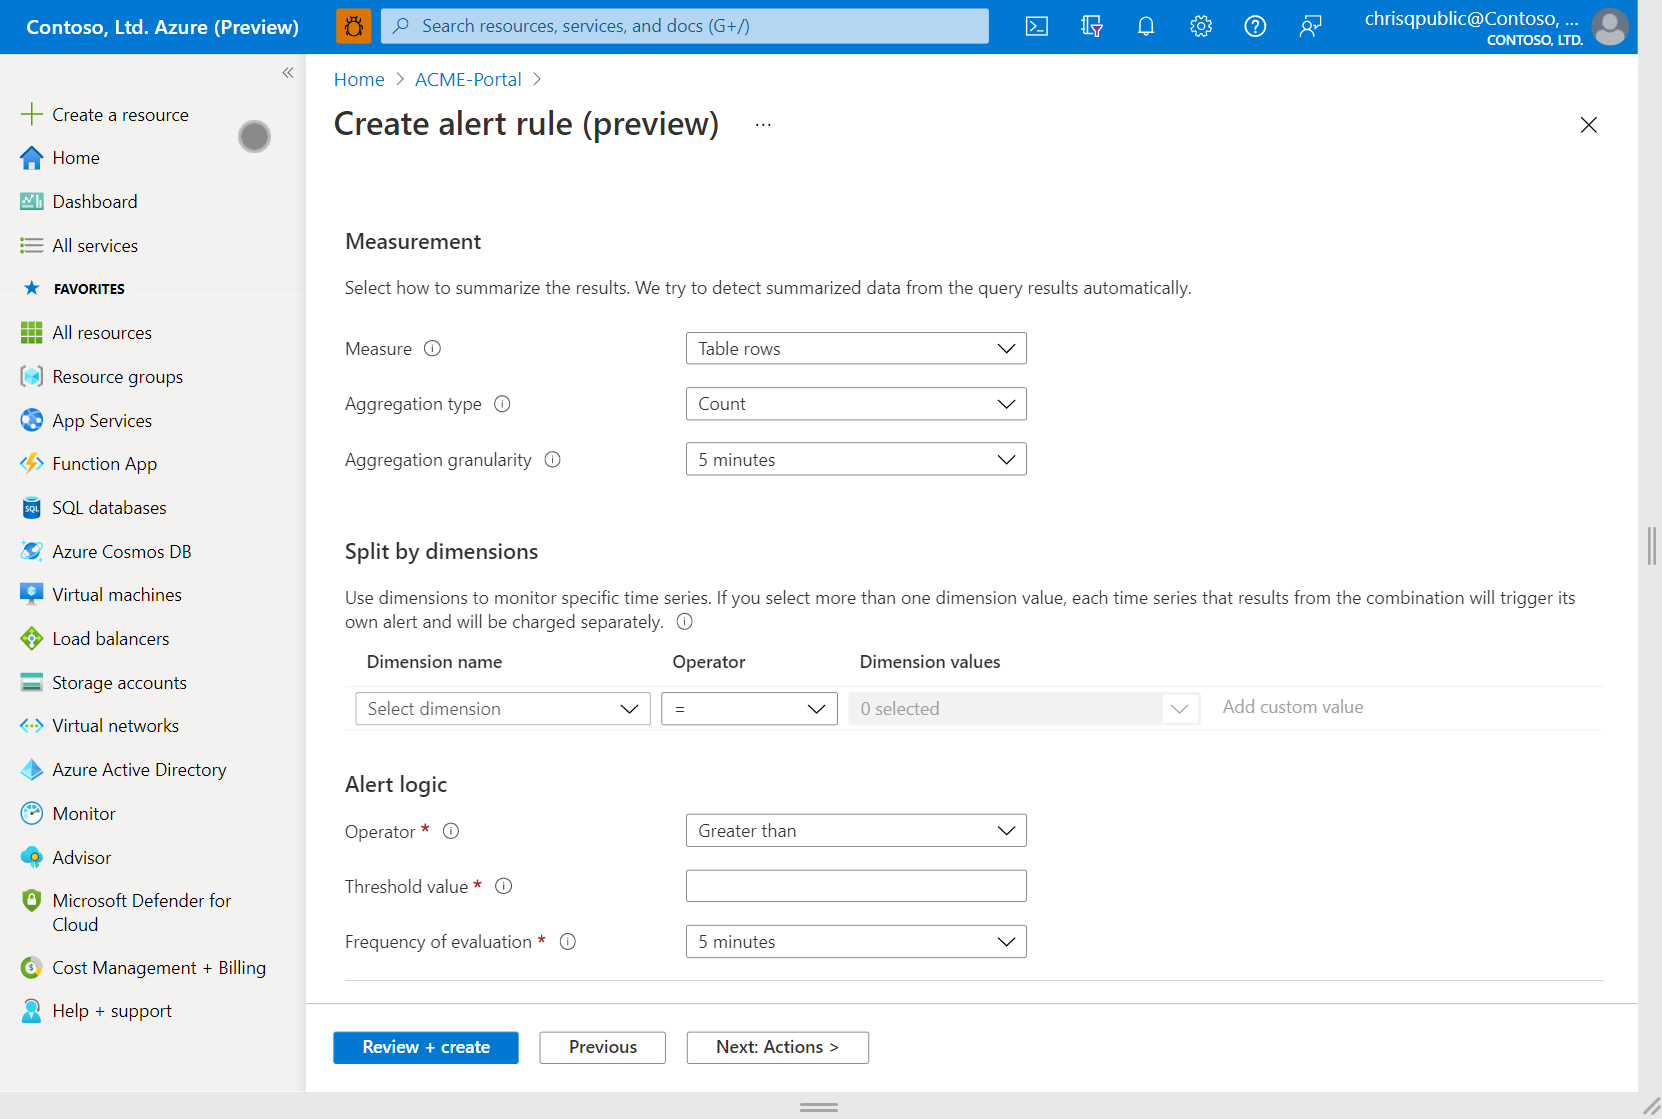 Contoso, Ltd. Azure (Preview)
Search resources, services, and docs (G+/)
chrisqpublic@Contoso, ...
CONTOSO, LTD.
Create a resource
Home
Dashboard
All services
FAVORITES
All resources
Resource groups
App Services
Function App
SQL
SQL databases
Azure Cosmos DB
Virtual machines
Load balancers
Storage accounts
Virtual networks
Azure Active Directory
Monitor
Advisor
Microsoft Defender for
Cloud
Cost Management + Billing
Help + support
Home > ACME-Portal >
Create alert rule (preview) ...
Measurement
Select how to summarize the results. We try to detect summarized data from the query results automatically.
Measure
Table rows
Aggregation type
Count
Aggregation granularity
5 minutes
Split by dimensions
Use dimensions to monitor specific time series. If you select more than one dimension value, each time series that results from the combination will trigger its
own alert and will be charged separately.
Dimension name Operator Dimension values
Select dimension = 0 selected Add custom value
Alert logic
Operator *
Greater than
Threshold value *
Frequency of evaluation *
5 minutes
Review + create Previous Next: Actions >